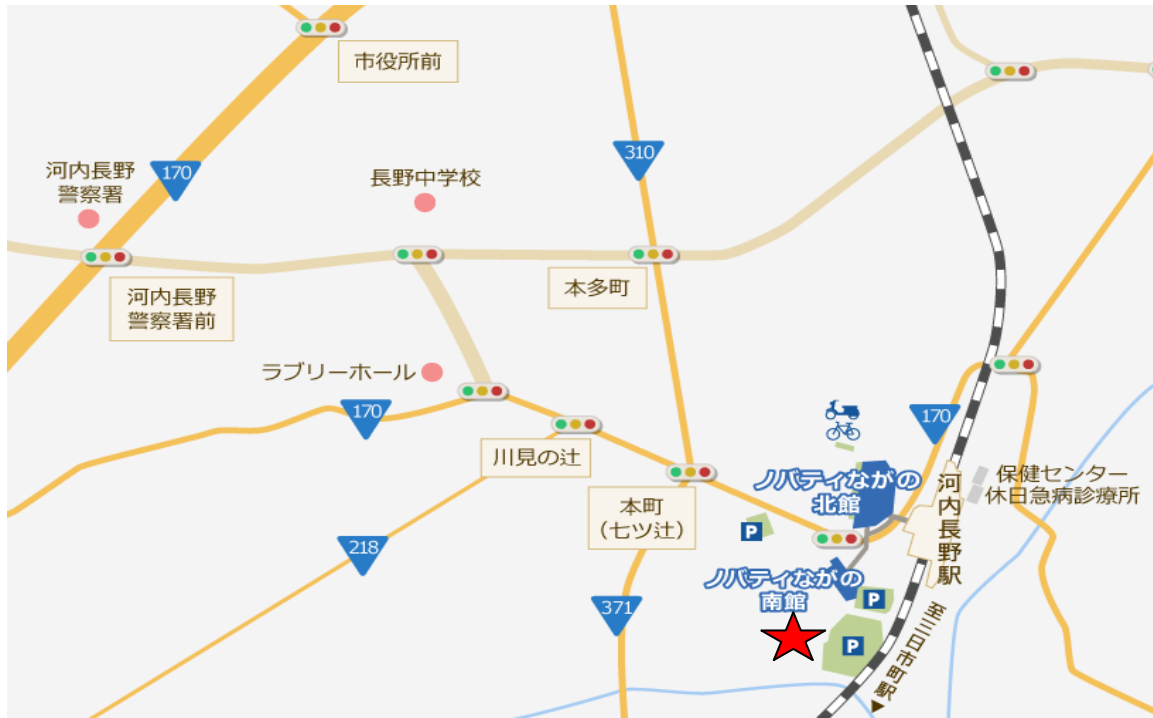 市役所前
310
170
河内長野
警察署
長野中学校
河内長野
警察署前
本多町
ラブリーホール
170
170
川見の辻
本町
(七ツ辻)
ノバティながの
北館
河内長野駅
保健センター
休日急病診療所
P
218
ノバティながの
南館
P
371
P
至三日市町駅▶